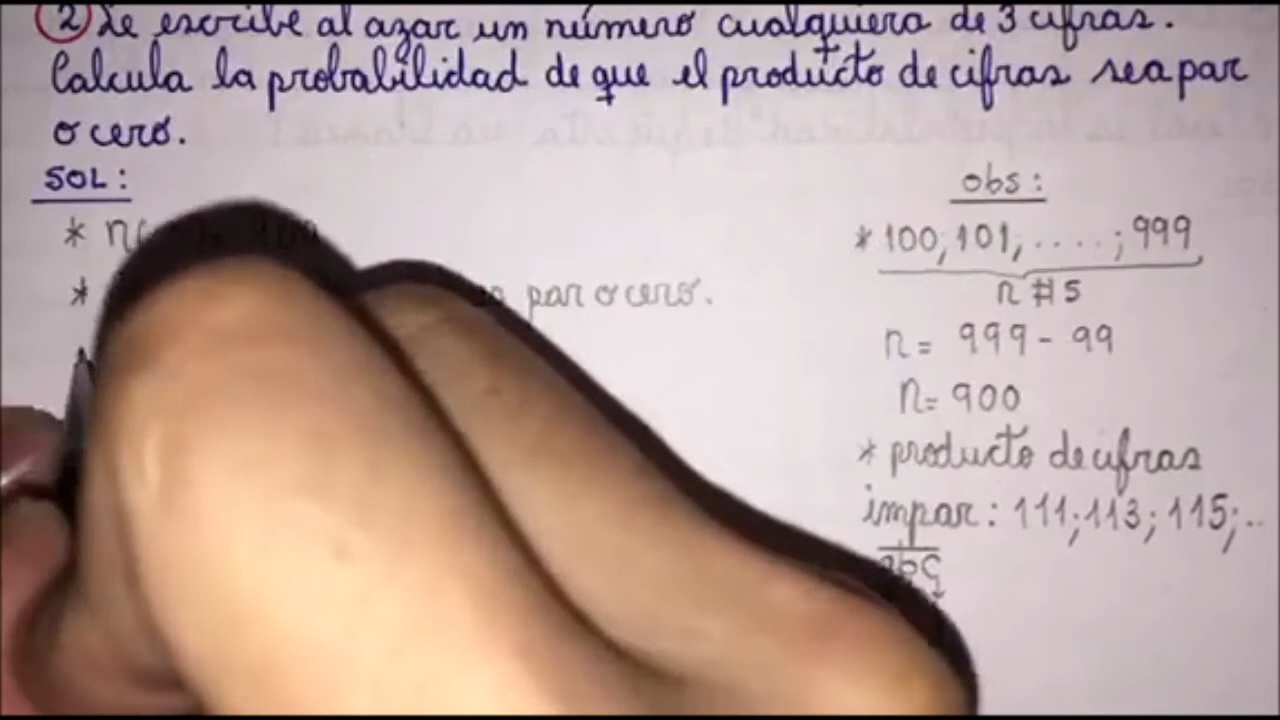 2 Se escribe al azar un número cualquiera de 3 cifras.
Calcula la probabilidad de que el producto de cifras sea par
o cero.
SOL:
*
* par o cero.
obs:
* 100, 101, ....; 999
n # s
n = 999 - 99
n = 900
* producto de cifras
impar: 111; 113; 115; ..
abc